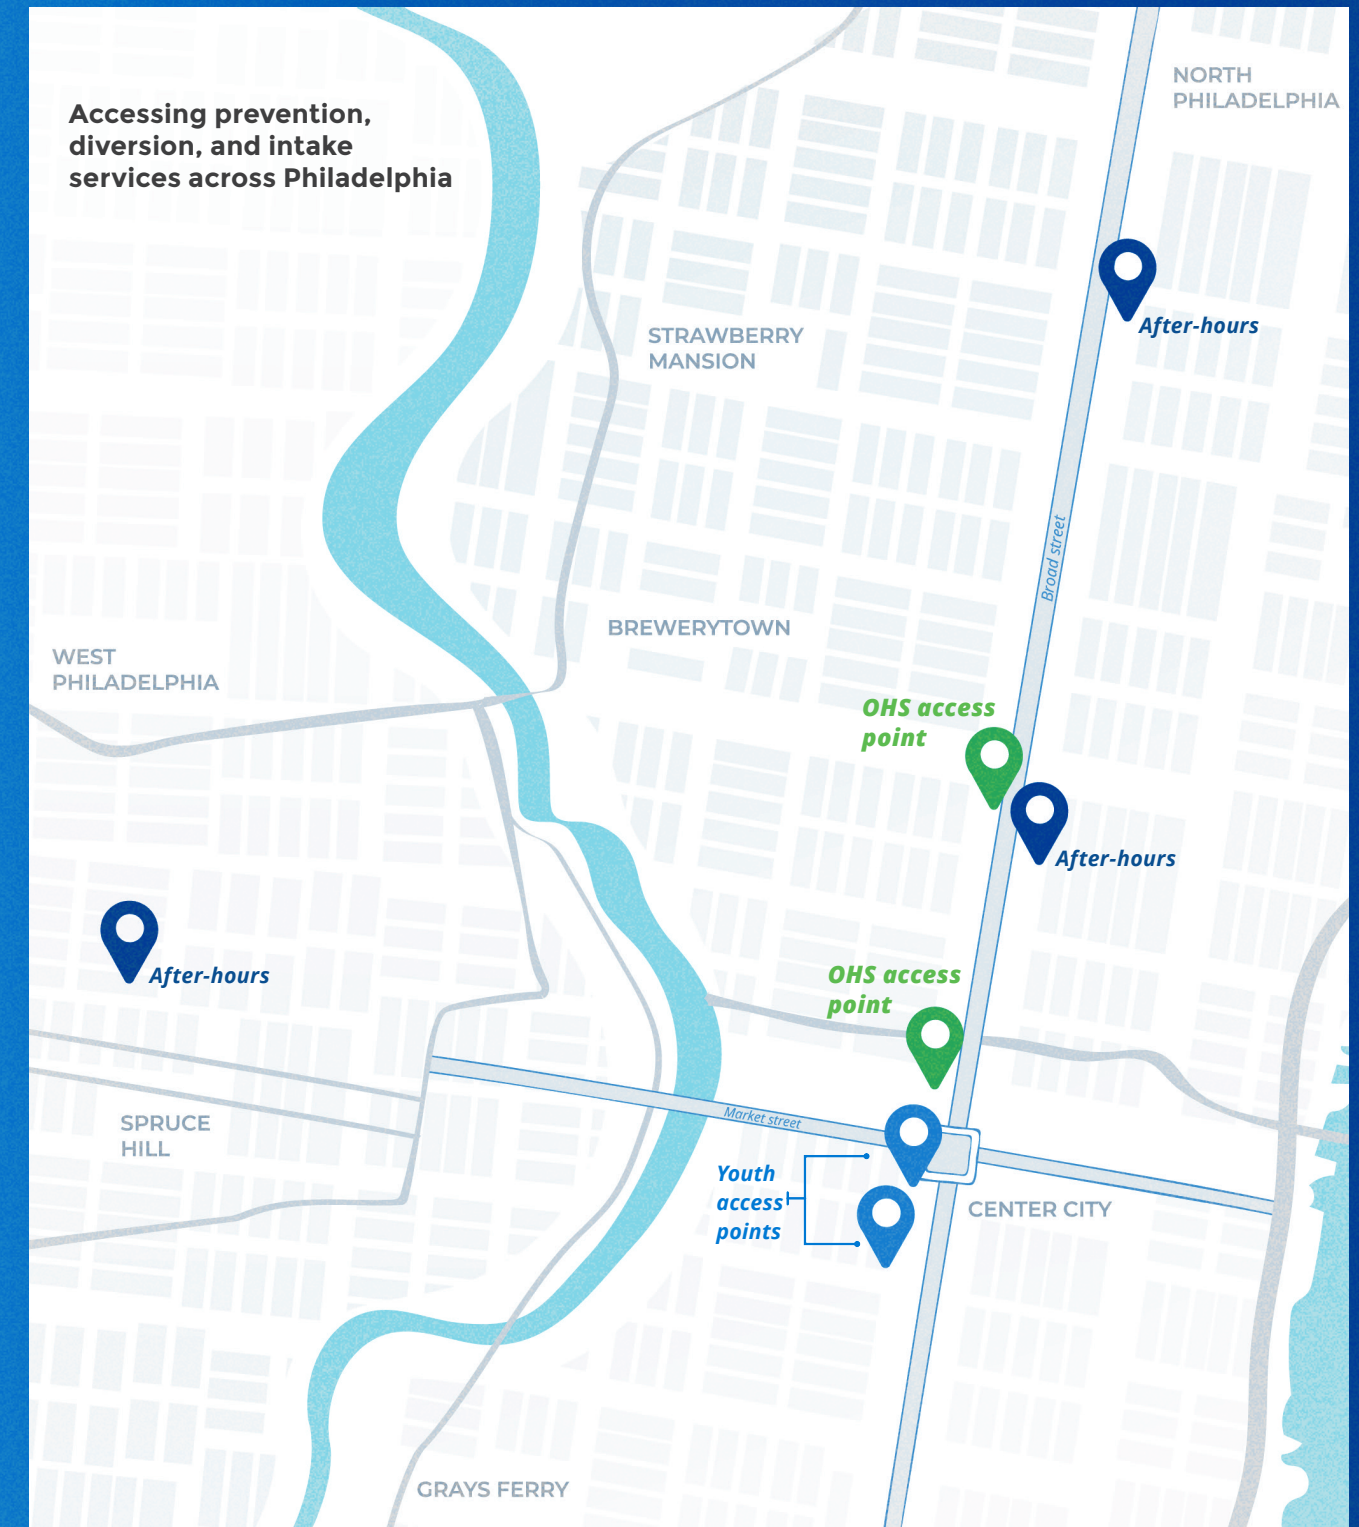 Accessing prevention,
diversion, and intake
services across Philadelphia
NORTH
PHILADELPHIA
After-hours
STRAWBERRY
MANSION
Broad street
BREWERYTOWN
WEST
PHILADELPHIA
OHS access
point
After-hours
After-hours
OHS access
point
Market street
SPRUCE
HILL
Youth
access
points
CENTER CITY
GRAYS FERRY